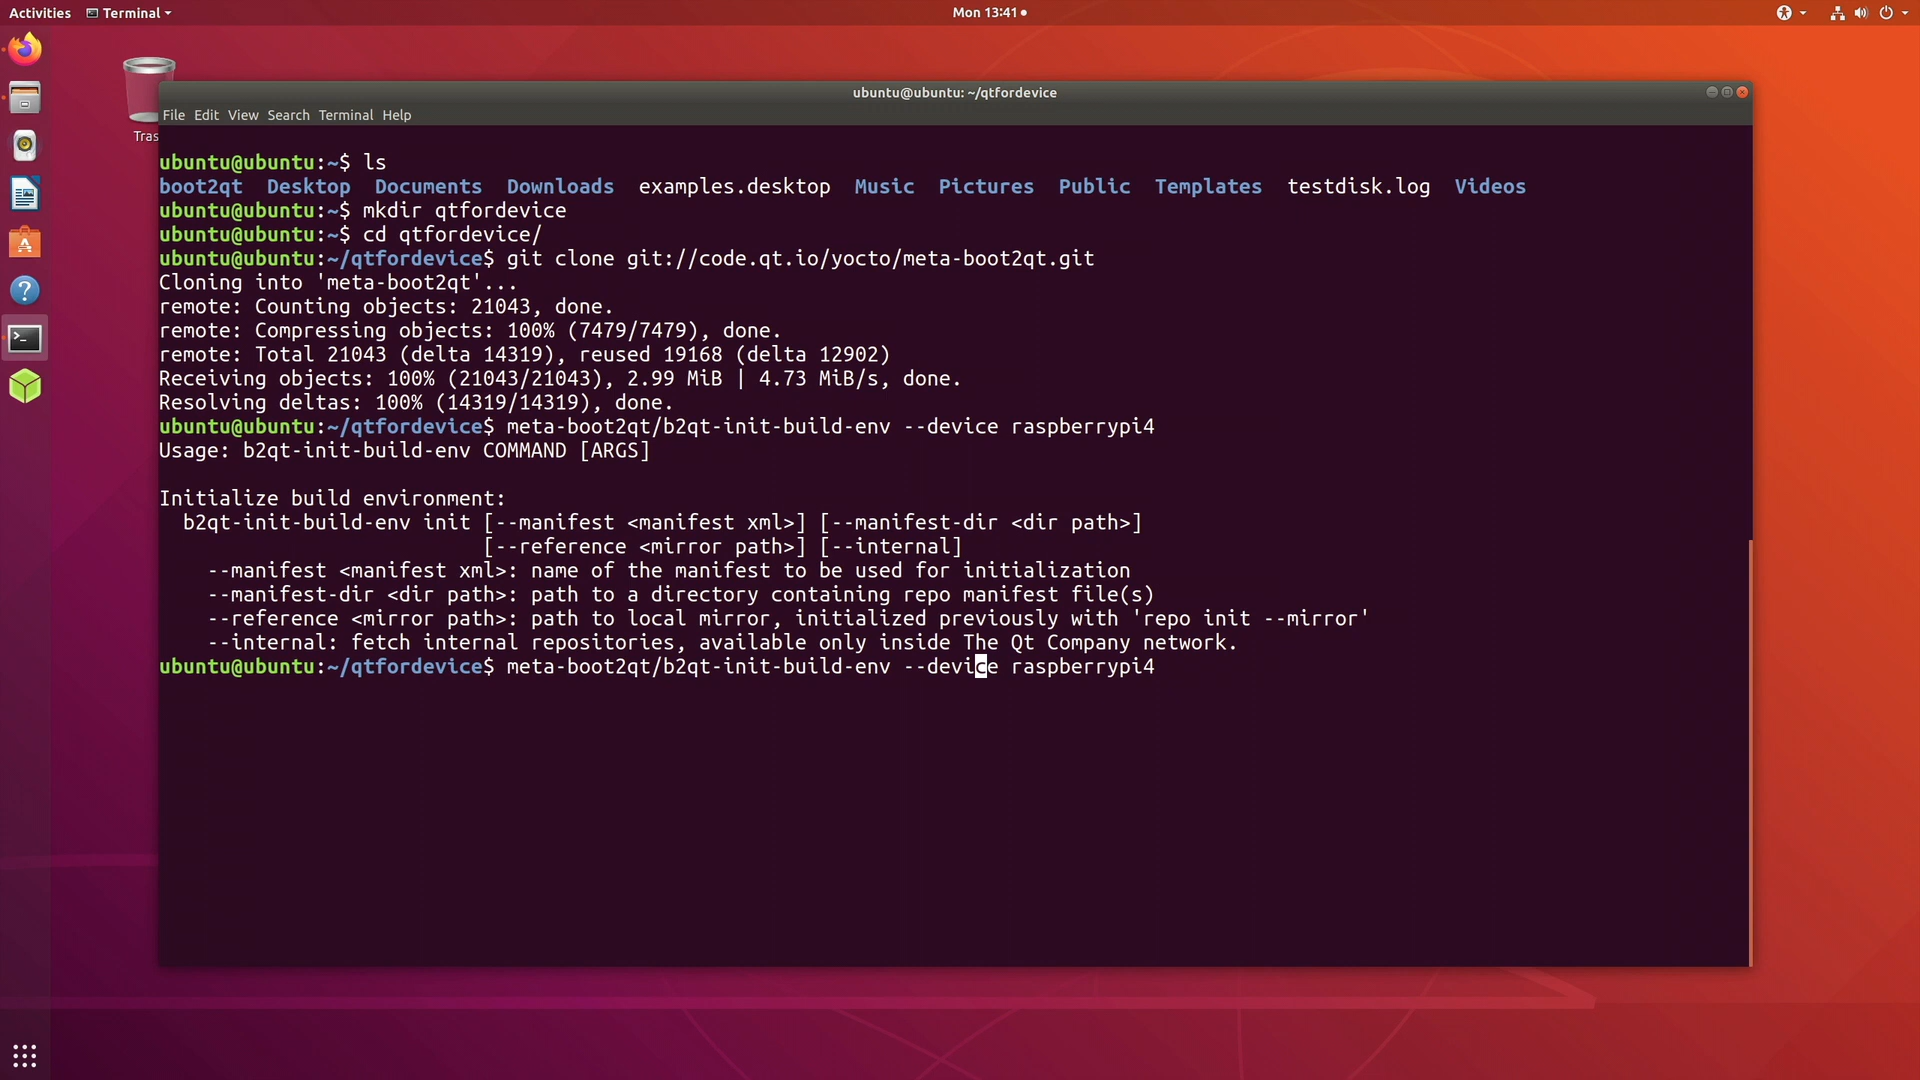 Activities Terminal Mon 13:41
Tras
ubuntu@ubuntu: ~/qtfordevice
File Edit View Search Terminal Help
ubuntu@ubuntu:~$ ls
boot2qt Desktop Documents Downloads examples.desktop Music Pictures Public Templates testdisk.log Videos
ubuntu@ubuntu:~$ mkdir qtfordevice
ubuntu@ubuntu:~$ cd qtfordevice/
ubuntu@ubuntu:~/qtfordevice$ git clone git://code.qt.io/yocto/meta-boot2qt.git
Cloning into 'meta-boot2qt'...
remote: Counting objects: 21043, done.
remote: Compressing objects: 100% (7479/7479), done.
remote: Total 21043 (delta 14319), reused 19168 (delta 12902)
Receiving objects: 100% (21043/21043), 2.99 MiB | 4.73 MiB/s, done.
Resolving deltas: 100% (14319/14319), done.
ubuntu@ubuntu:~/qtfordevice$ meta-boot2qt/b2qt-init-build-env --device raspberrypi4
Usage: b2qt-init-build-env COMMAND [ARGS]
Initialize build environment:
b2qt-init-build-env init [--manifest <manifest xml>] [--manifest-dir <dir path>]
[--reference <mirror path>] [--internal]
--manifest <manifest xml>: name of the manifest to be used for initialization
--manifest-dir <dir path>: path to a directory containing repo manifest file(s)
--reference <mirror path>: path to local mirror, initialized previously with 'repo init --mirror'
--internal: fetch internal repositories, available only inside The Qt Company network.
ubuntu@ubuntu:~/qtfordevice$ meta-boot2qt/b2qt-init-build-env --device raspberrypi4